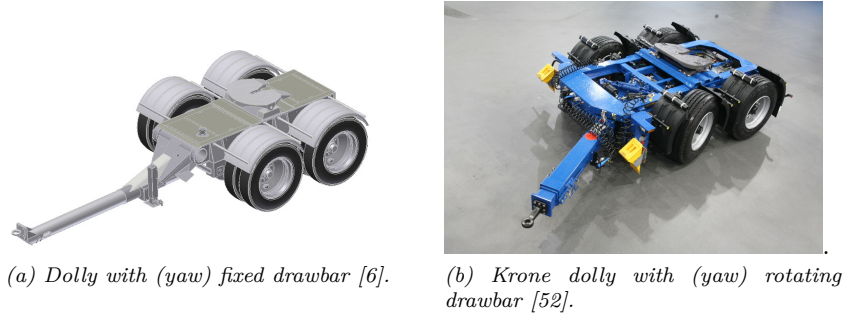 (a) Dolly with (yaw) fixed drawbar [6].
.
(b) Krone dolly with (yaw) rotating
drawbar [52].